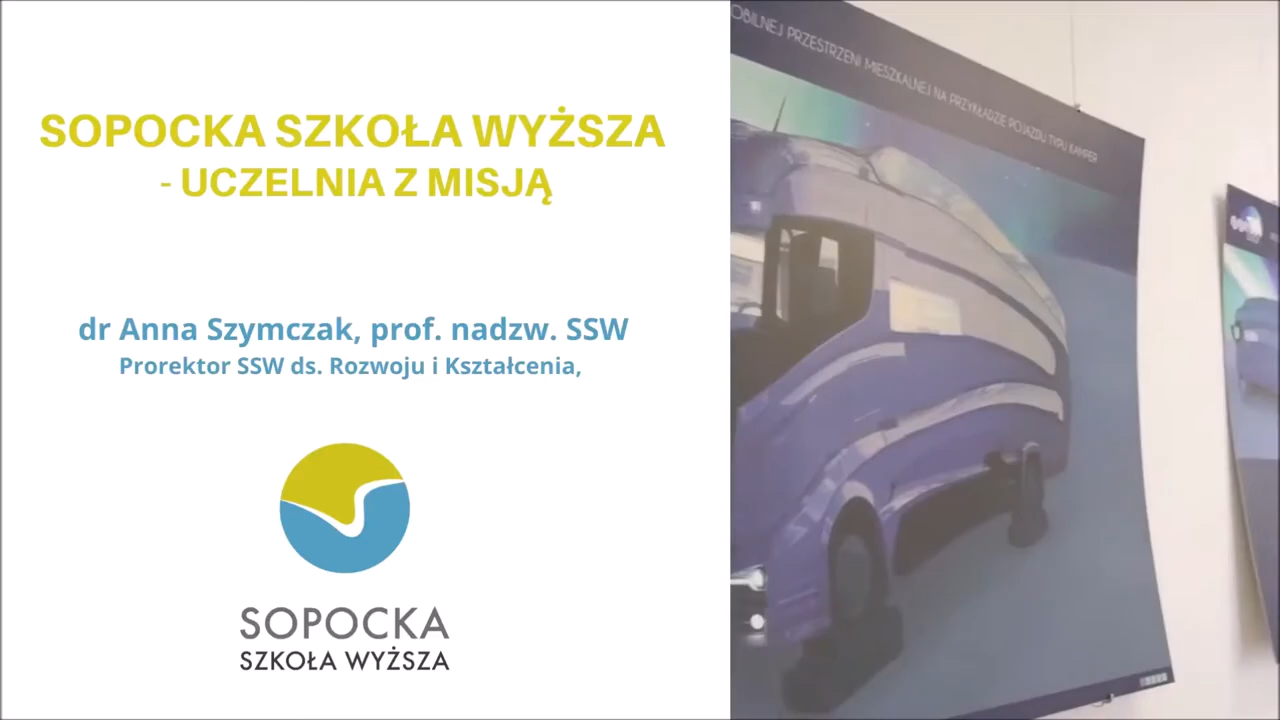 SOPOCKA SZKOŁA WYŻSZA
- UCZELNIA Z MISJĄ
dr Anna Szymczak, prof. nadzw. SSW
Prorektor SSW ds. Rozwoju i Kształcenia,
SOPOCKA
SZKOŁA WYŻSZA
OBILNEJ PRZESTRZENI MIESZKALNEJ NA PRZYKŁADZIE POJAZDU TYPU KAMPER